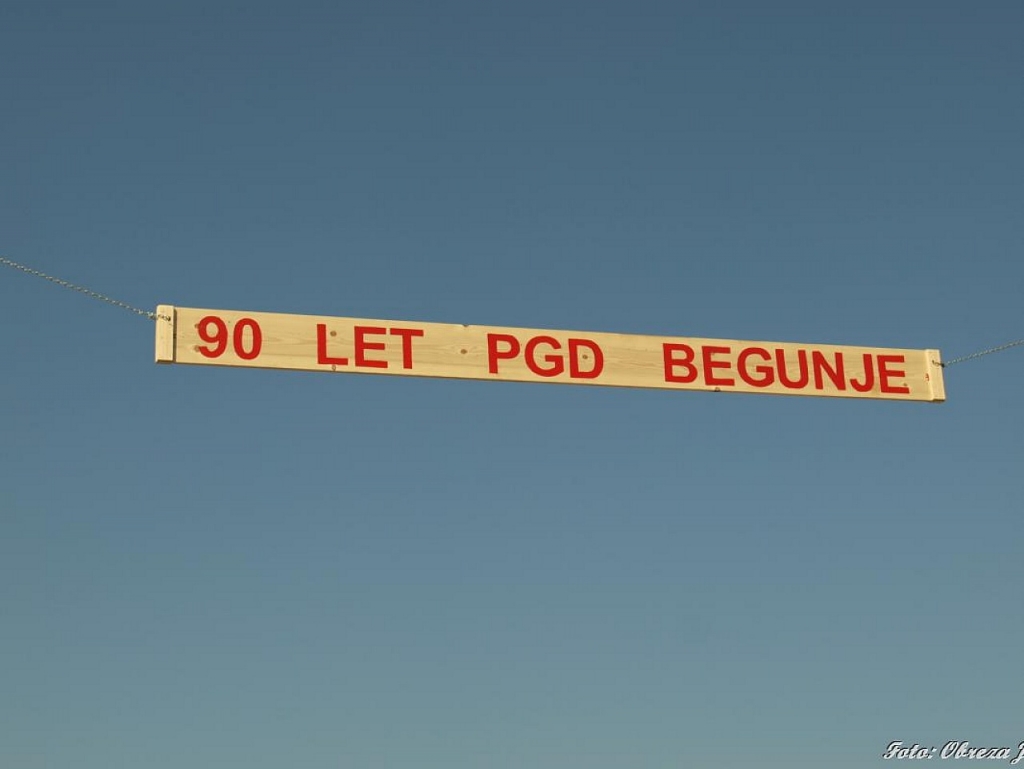 90 LET PGD BEGUNJE
Foto: Obreza J